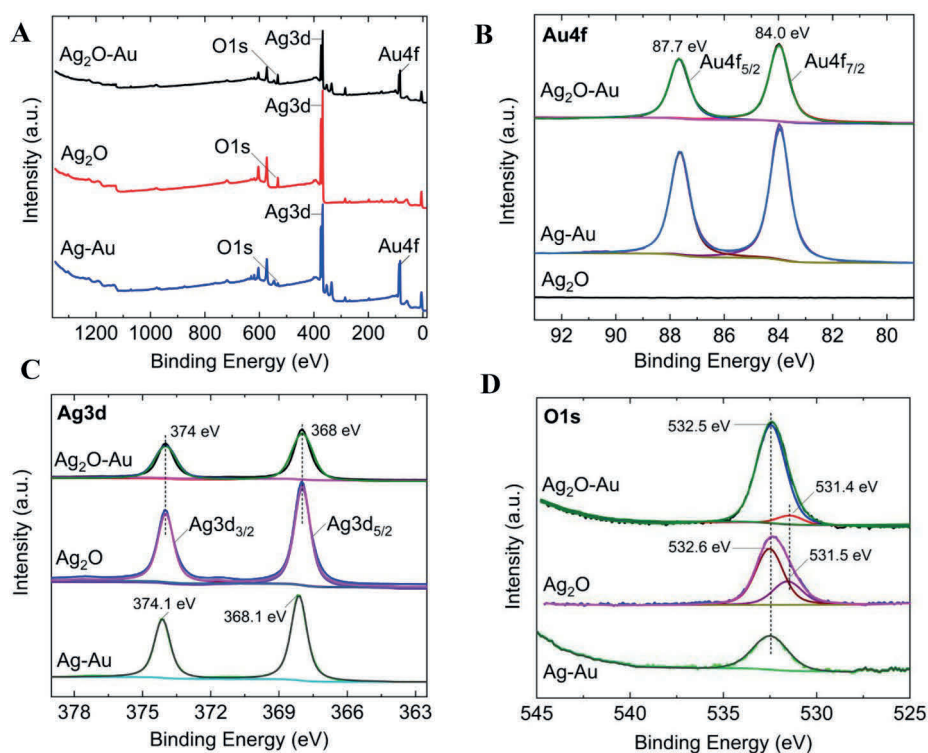 A
Ag₂O-Au
O1s
Ag3d
Au4f
Ag₂O
O1s
Ag3d
Ag-Au
O1s
Ag3d
Au4f
Intensity (a.u.)
1200 1000 800 600 400 200 0
Binding Energy (eV)
B
Au4f
87.7 eV
84.0 eV
Ag₂O-Au
Au4f₅/₂
Au4f₇/₂
Ag-Au
Ag₂O
Intensity (a.u.)
92 90 88 86 84 82 80
Binding Energy (eV)
C
Ag3d
374 eV
368 eV
Ag₂O-Au
Ag3d₃/₂
Ag3d₅/₂
Ag₂O
374.1 eV
368.1 eV
Ag-Au
Intensity (a.u.)
378 375 372 369 366 363
Binding Energy (eV)
D
O1s
532.5 eV
Ag₂O-Au
531.4 eV
532.6 eV
531.5 eV
Ag₂O
Ag-Au
Intensity (a.u.)
545 540 535 530 525
Binding Energy (eV)